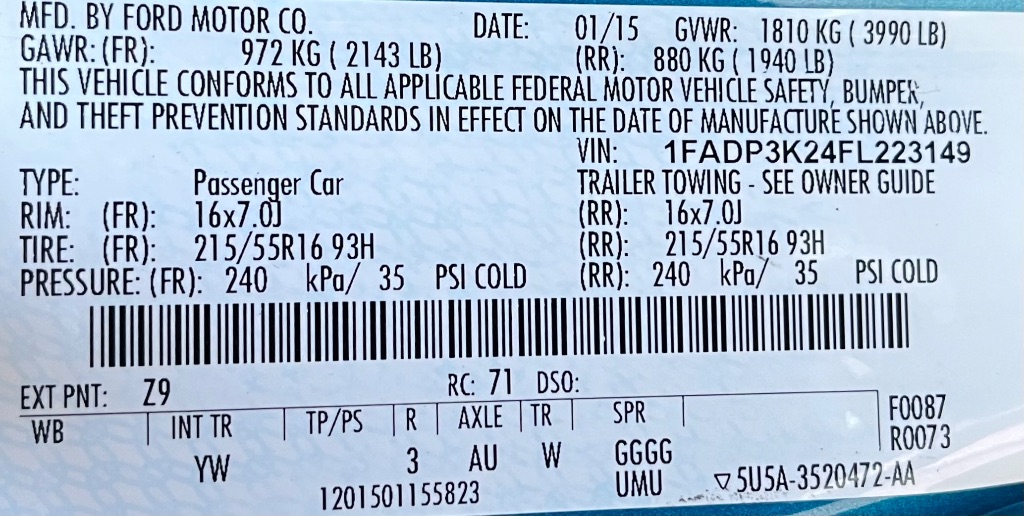 MFD. BY FORD MOTOR CO. DATE: 01/15 GVWR: 1810 KG ( 3990 LB)
GAWR: (FR): 972 KG ( 2143 LB) (RR): 880 KG ( 1940 LB)
THIS VEHICLE CONFORMS TO ALL APPLICABLE FEDERAL MOTOR VEHICLE SAFETY, BUMPER,
AND THEFT PREVENTION STANDARDS IN EFFECT ON THE DATE OF MANUFACTURE SHOWN ABOVE.
VIN: 1FADP3K24FL223149
TYPE: Passenger Car TRAILER TOWING - SEE OWNER GUIDE
RIM: (FR): 16x7.0J (RR): 16x7.0J
TIRE: (FR): 215/55R16 93H (RR): 215/55R16 93H
PRESSURE: (FR): 240 kPa/ 35 PSI COLD (RR): 240 kPa/ 35 PSI COLD
EXT PNT: Z9 RC: 71 DSO:
WB | INT TR | TP/PS | R | AXLE | TR | SPR | F0087
R0073
YW 3 AU W GGGG
1201501155823 UMU ▽5U5A-3520472-AA